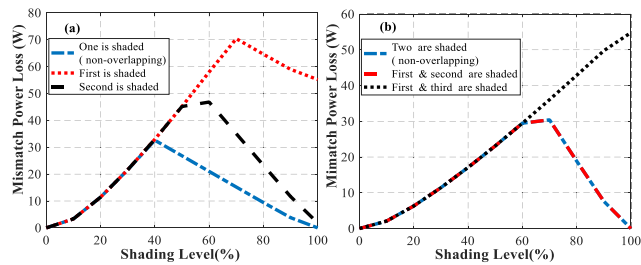 (a)
Mismatch Power Loss (W)
80
70
60
50
40
30
20
10
0
One is shaded
( non-overlapping)
First is shaded
Second is shaded
0 20 40 60 80 100
Shading Level(%)
(b)
Mimatch Power Loss (W)
60
50
40
30
20
10
0
Two are shaded
( non-overlapping)
First & second are shaded
First & third are shaded
0 20 40 60 80 100
Shading Level(%)